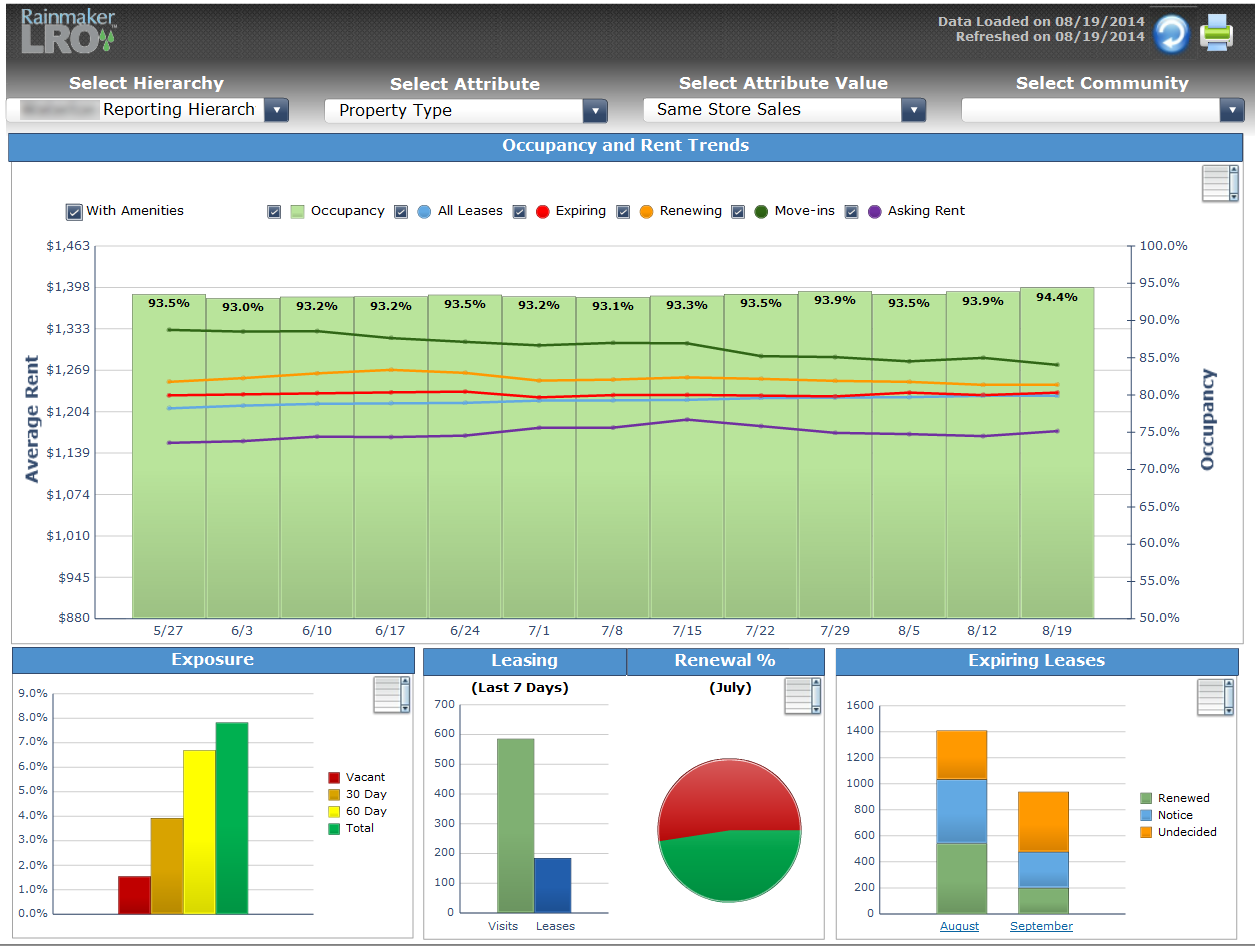 Rainmaker
LRO™
Data Loaded on 08/19/2014
Refreshed on 08/19/2014
Select Hierarchy Select Attribute Select Attribute Value Select Community
Reporting Hierarch Property Type Same Store Sales
Occupancy and Rent Trends
With Amenities Occupancy All Leases Expiring Renewing Move-ins Asking Rent
Average Rent
$1,463
$1,398
$1,333
$1,269
$1,204
$1,139
$1,074
$1,010
$945
$880
93.5% 93.0% 93.2% 93.2% 93.5% 93.2% 93.1% 93.3% 93.5% 93.9% 93.5% 93.9% 94.4%
100.0%
95.0%
90.0%
85.0%
80.0%
75.0%
70.0%
65.0%
60.0%
55.0%
50.0%
Occupancy
5/27 6/3 6/10 6/17 6/24 7/1 7/8 7/15 7/22 7/29 8/5 8/12 8/19
Exposure
9.0%
8.0%
7.0%
6.0%
5.0%
4.0%
3.0%
2.0%
1.0%
0.0%
Vacant
30 Day
60 Day
Total
Leasing
(Last 7 Days)
700
600
500
400
300
200
100
0
Visits Leases
Renewal %
(July)
Expiring Leases
1600
1400
1200
1000
800
600
400
200
0
August September
Renewed
Notice
Undecided